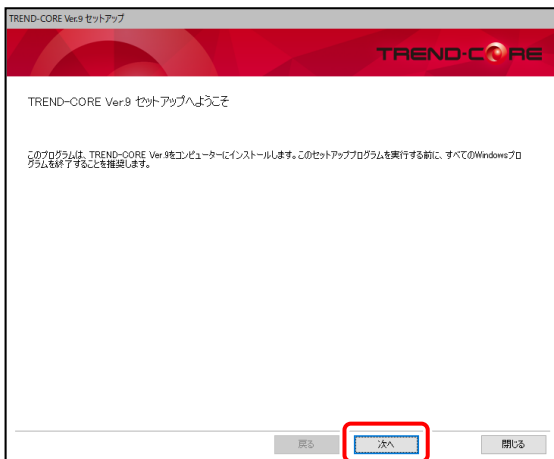 TREND-CORE Ver.9 セットアップ
TREND-CORE
TREND-CORE Ver.9 セットアップへようこそ
このプログラムは、TREND-CORE Ver.9をコンピューターにインストールします。このセットアッププログラムを実行する前に、すべてのWindowsプロ
グラムを終了することを推奨します。
戻る
次へ
閉じる